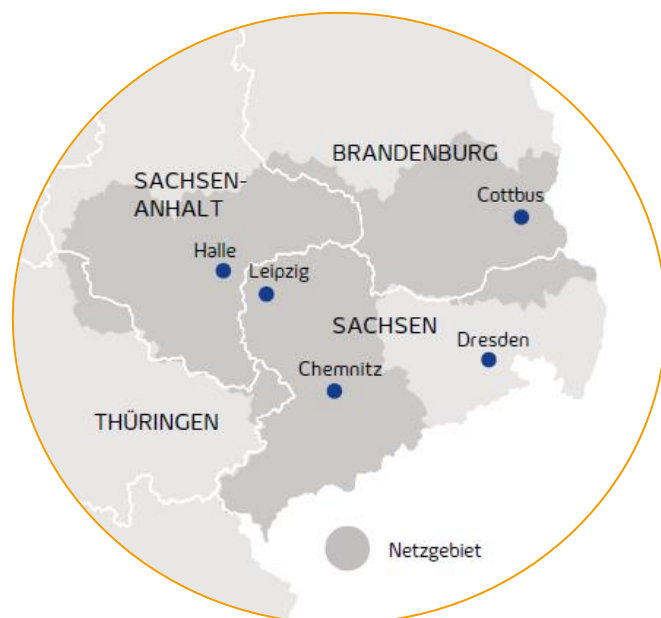 BRANDENBURG
SACHSEN-
ANHALT
Cottbus
Halle
Leipzig
SACHSEN
Dresden
Chemnitz
THÜRINGEN
Netzgebiet